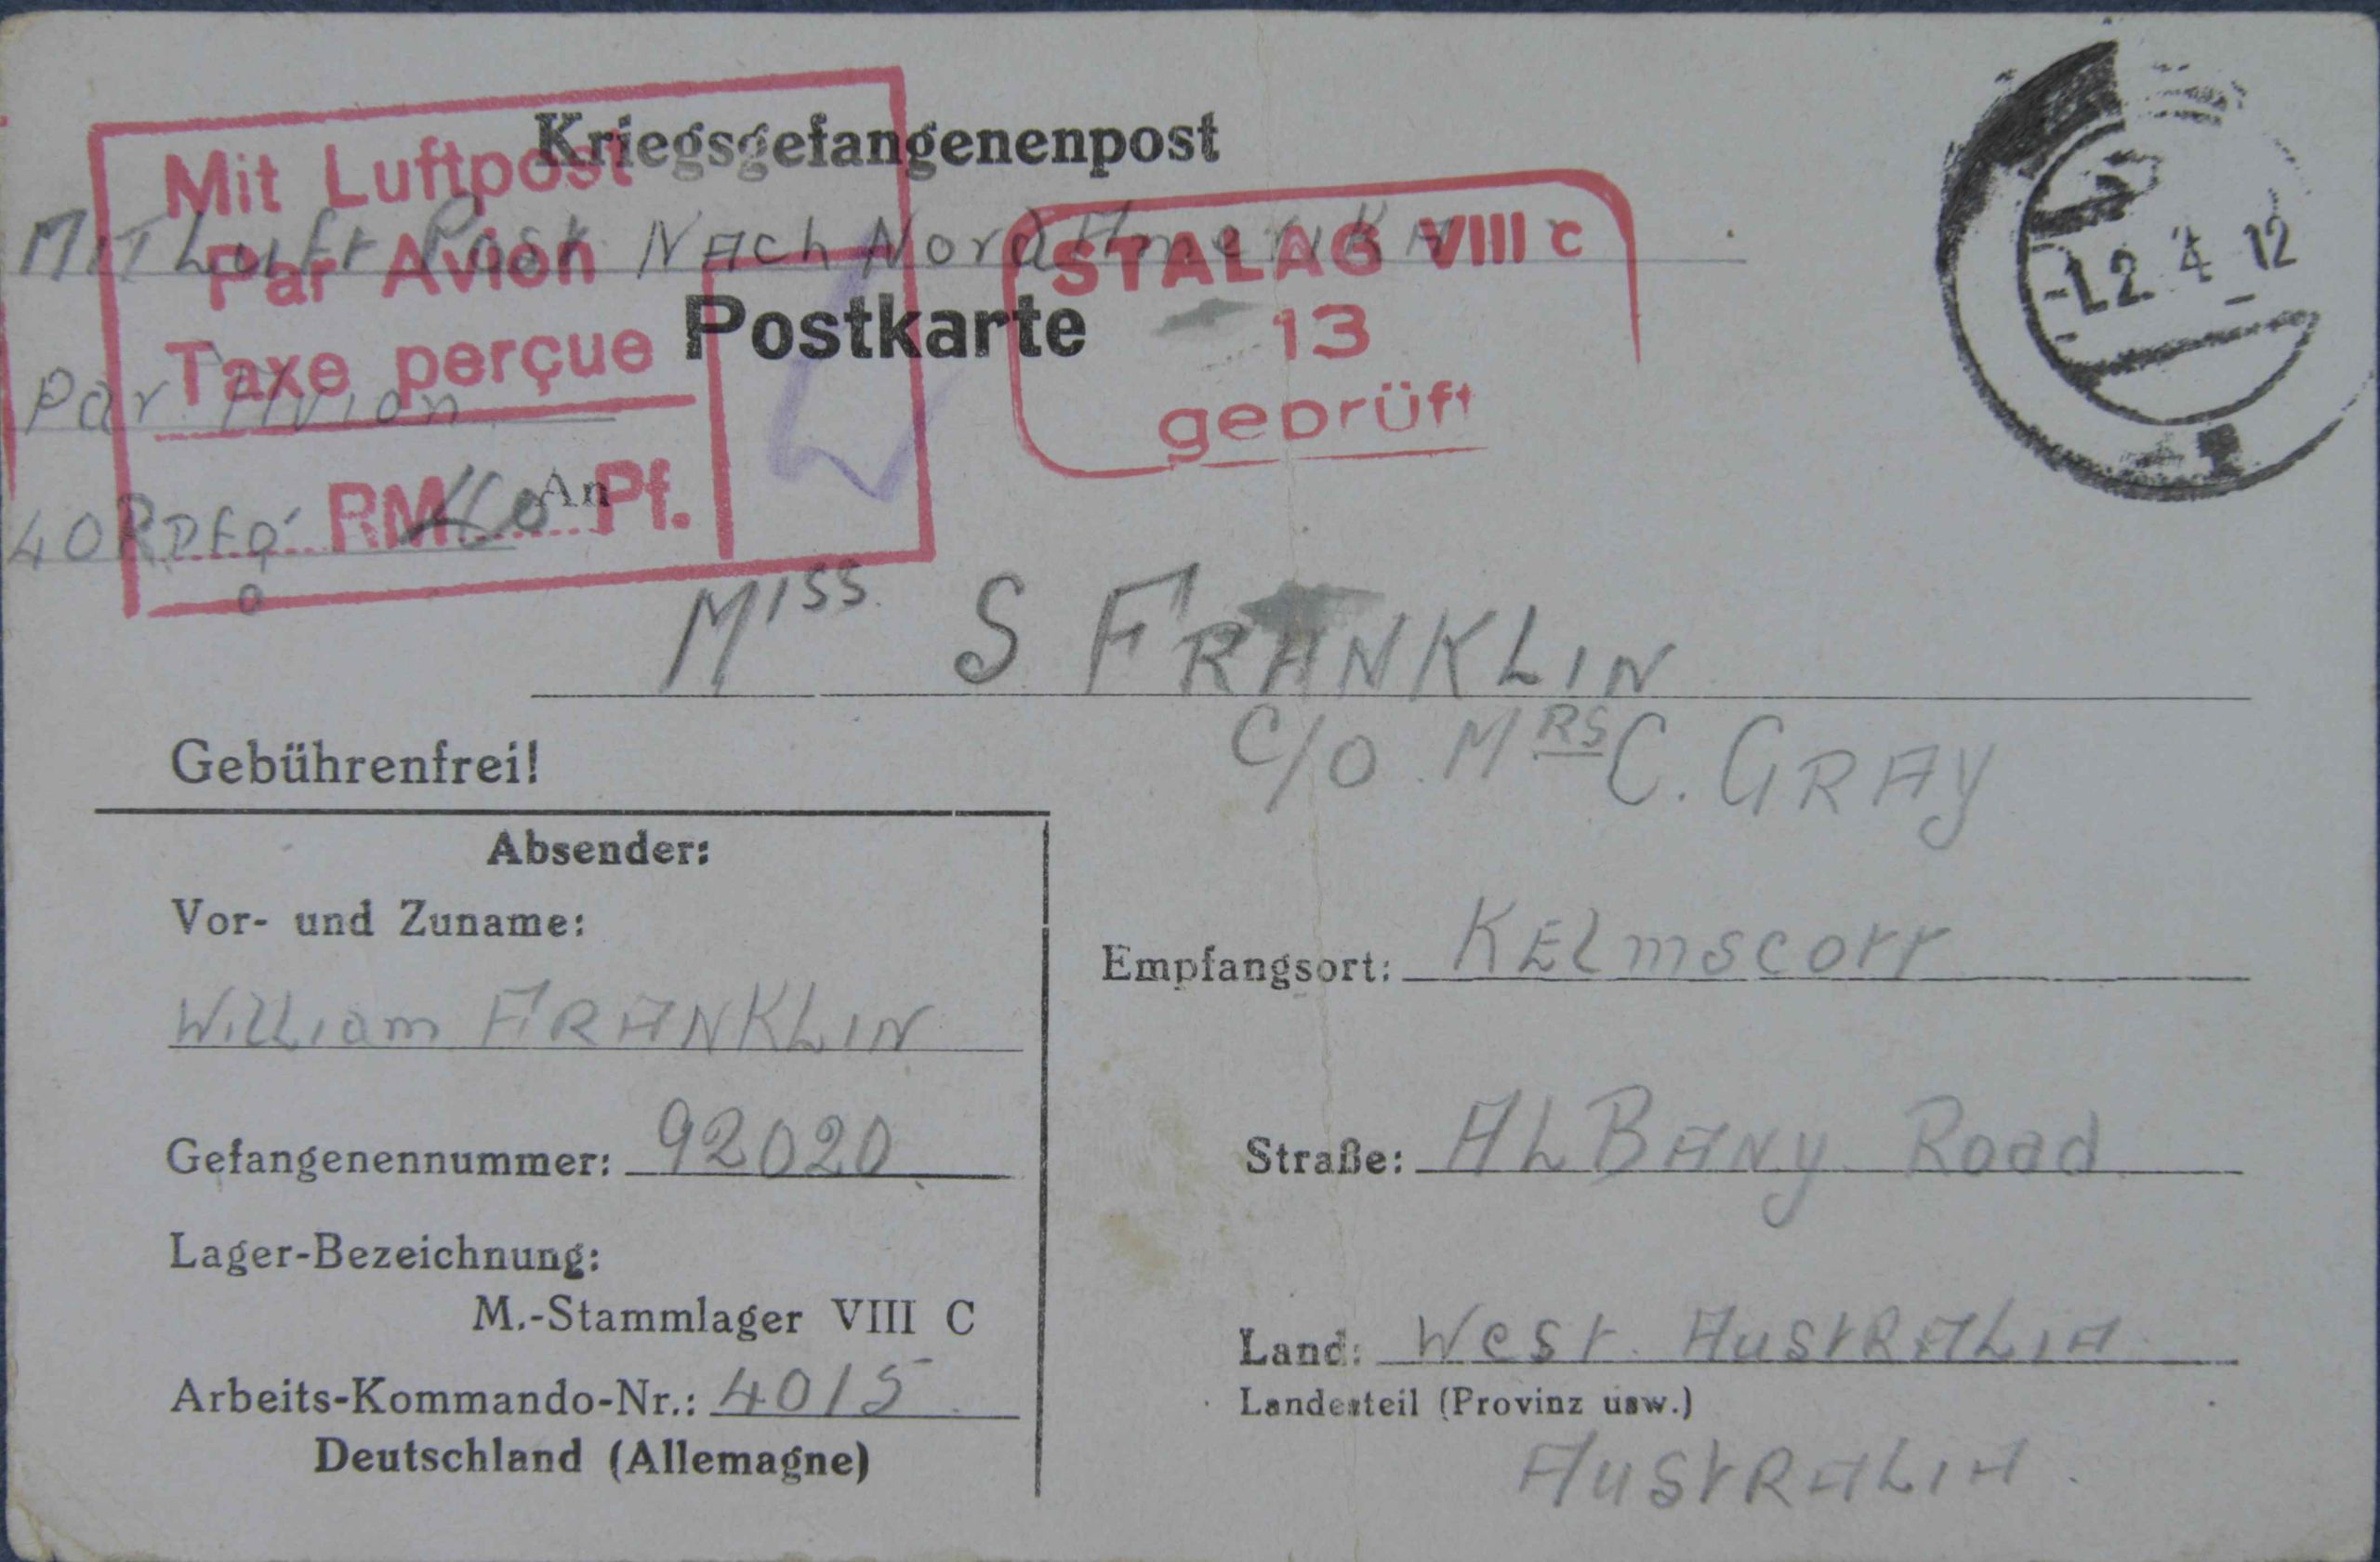 Kriegsgefangenenpost
Mit Luftpost
MIT Luft Post NAch Nord AmeriKA
Par Avion
STALAG VIII C
Postkarte
13
Taxe perçue
Par Avion
geprüft
12 4 12
40 RPfg RM 40 Pf.
An
Miss S FRANKLIN
C/O MRS C. GRAY
Gebührenfrei!
Absender:
Vor- und Zuname:
William FRANKLIN
Gefangenennummer: 92020
Lager-Bezeichnung:
M.-Stammlager VIII C
Arbeits-Kommando-Nr.: 4015
Deutschland (Allemagne)
Empfangsort: KELmscott
Straße: ALBANy Road
Land: West AustRALIA
Landesteil (Provinz usw.)
AustRALIA.